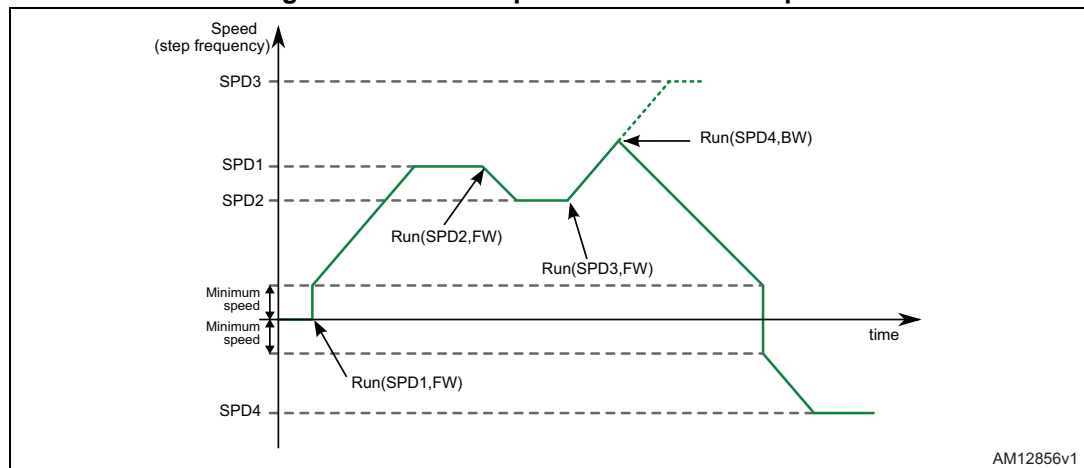 Speed
(step frequency)
SPD3
Run(SPD4,BW)
SPD1
SPD2
Run(SPD2,FW)
Run(SPD3,FW)
Minimum
speed
Minimum
speed
time
Run(SPD1,FW)
SPD4
AM12856v1